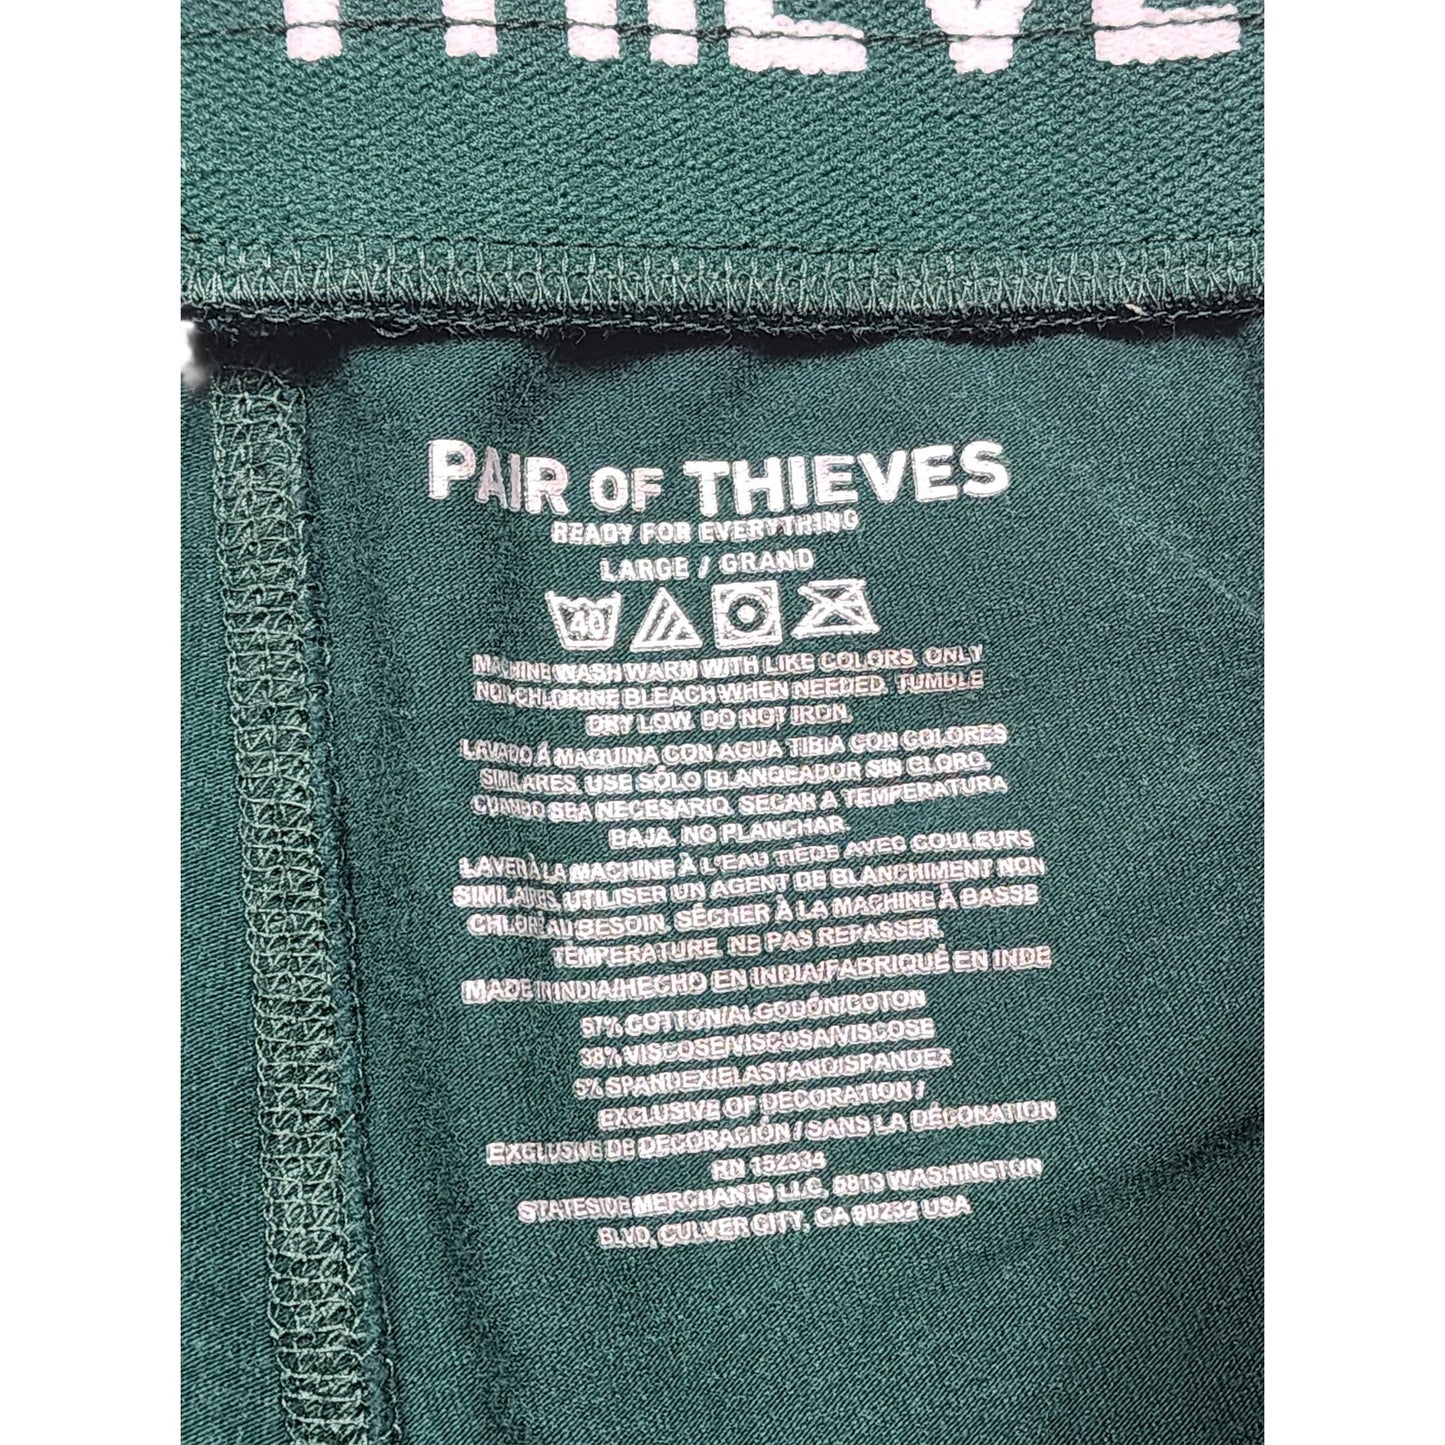 THIEVE
PAIR OF THIEVES
READY FOR EVERYTHING
LARGE / GRAND
40
MACHINE WASH WARM WITH LIKE COLORS. ONLY
NON-CHLORINE BLEACH WHEN NEEDED. TUMBLE
DRY LOW. DO NOT IRON.
LAVADO Á MAQUINA CON AGUA TIBIA CON COLORES
SIMILARES. USE SÓLO BLANQEADOR SIN CLORO.
CUANDO SEA NECESARIO. SECAR A TEMPERATURA
BAJA. NO PLANCHAR.
LAVER À LA MACHINE À L'EAU TIÈDE AVEC COULEURS
SIMILAIRES. UTILISER UN AGENT DE BLANCHIMENT NON
CHLORE AU BESOIN. SÉCHER À LA MACHINE À BASSE
TEMPÉRATURE. NE PAS REPASSER.
MADE IN INDIA/HECHO EN INDIA/FABRIQUÉ EN INDE
57% COTTON/ALGODÓN/COTON
38% VISCOSE/VISCOSA/VISCOSE
5% SPANDEX/ELASTANO/SPANDEX
EXCLUSIVE OF DECORATION /
EXCLUSIVE DE DECORACIÓN / SANS LA DÉCORATION
RN 152334
STATESIDE MERCHANTS LLC, 5813 WASHINGTON
BLVD, CULVER CITY, CA 90232 USA